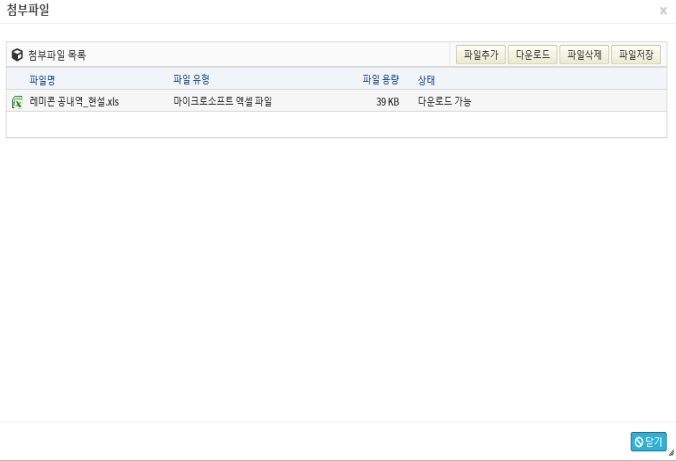 첨부파일 x
첨부파일 목록 파일추가 다운로드 파일삭제 파일저장
파일명 파일 유형 파일 용량 상태
레미콘 공내역_현설.xls 마이크로소프트 엑셀 파일 39 KB 다운로드 가능
닫기